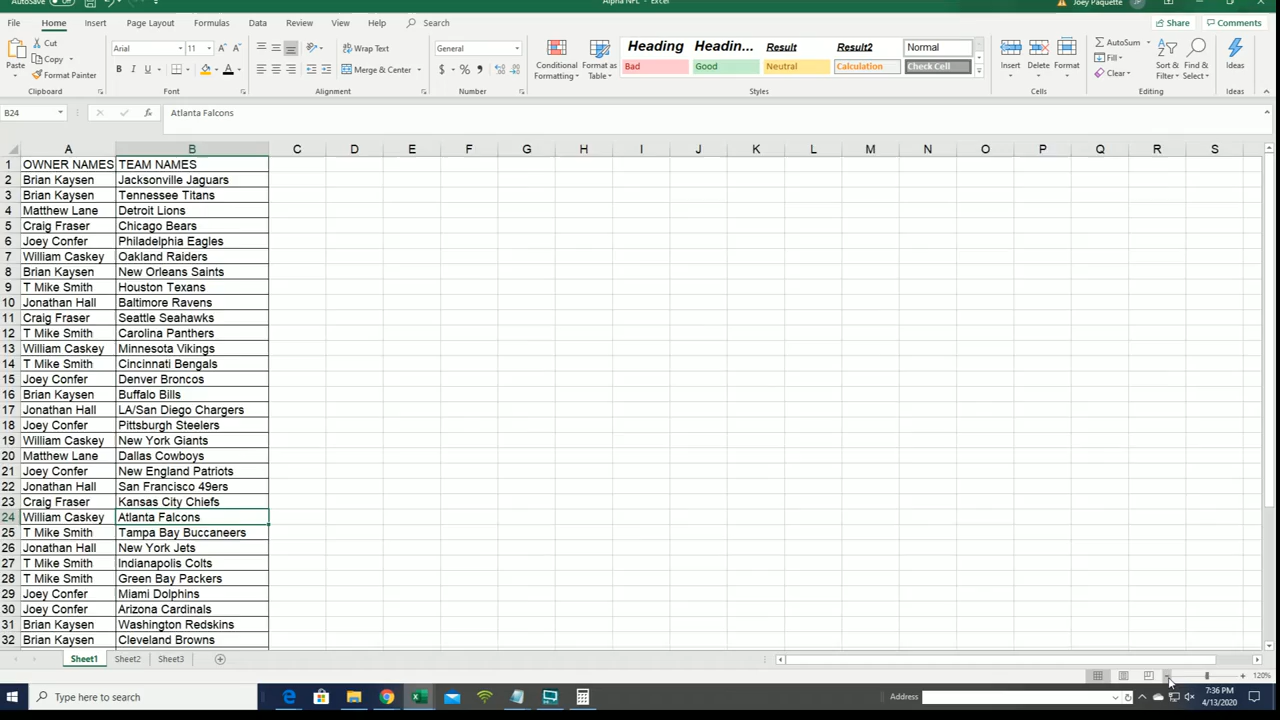 AutoSave Off
Alpha NFL - Excel
Joey Paquette
JP
File Home Insert Page Layout Formulas Data Review View Help Search Share Comments
Paste
Cut
Copy
Format Painter
Clipboard
Arial 11
B I U
Font
Wrap Text
Merge & Center
Alignment
General
$ % 9
Number
Conditional Formatting
Format as Table
Heading Headin... Result Result2 Normal
Bad Good Neutral Calculation Check Cell
Styles
Insert Delete Format
Cells
AutoSum
Fill
Clear
Sort & Filter
Find & Select
Editing
Ideas
Ideas
B24 fx Atlanta Falcons
A B C D E F G H I J K L M N O P Q R S
1 OWNER NAMES TEAM NAMES
2 Brian Kaysen Jacksonville Jaguars
3 Brian Kaysen Tennessee Titans
4 Matthew Lane Detroit Lions
5 Craig Fraser Chicago Bears
6 Joey Confer Philadelphia Eagles
7 William Caskey Oakland Raiders
8 Brian Kaysen New Orleans Saints
9 T Mike Smith Houston Texans
10 Jonathan Hall Baltimore Ravens
11 Craig Fraser Seattle Seahawks
12 T Mike Smith Carolina Panthers
13 William Caskey Minnesota Vikings
14 T Mike Smith Cincinnati Bengals
15 Joey Confer Denver Broncos
16 Brian Kaysen Buffalo Bills
17 Jonathan Hall LA/San Diego Chargers
18 Joey Confer Pittsburgh Steelers
19 William Caskey New York Giants
20 Matthew Lane Dallas Cowboys
21 Joey Confer New England Patriots
22 Jonathan Hall San Francisco 49ers
23 Craig Fraser Kansas City Chiefs
24 William Caskey Atlanta Falcons
25 T Mike Smith Tampa Bay Buccaneers
26 Jonathan Hall New York Jets
27 T Mike Smith Indianapolis Colts
28 T Mike Smith Green Bay Packers
29 Joey Confer Miami Dolphins
30 Joey Confer Arizona Cardinals
31 Brian Kaysen Washington Redskins
32 Brian Kaysen Cleveland Browns
Sheet1 Sheet2 Sheet3
120%
Type here to search
Address
7:36 PM
4/13/2020